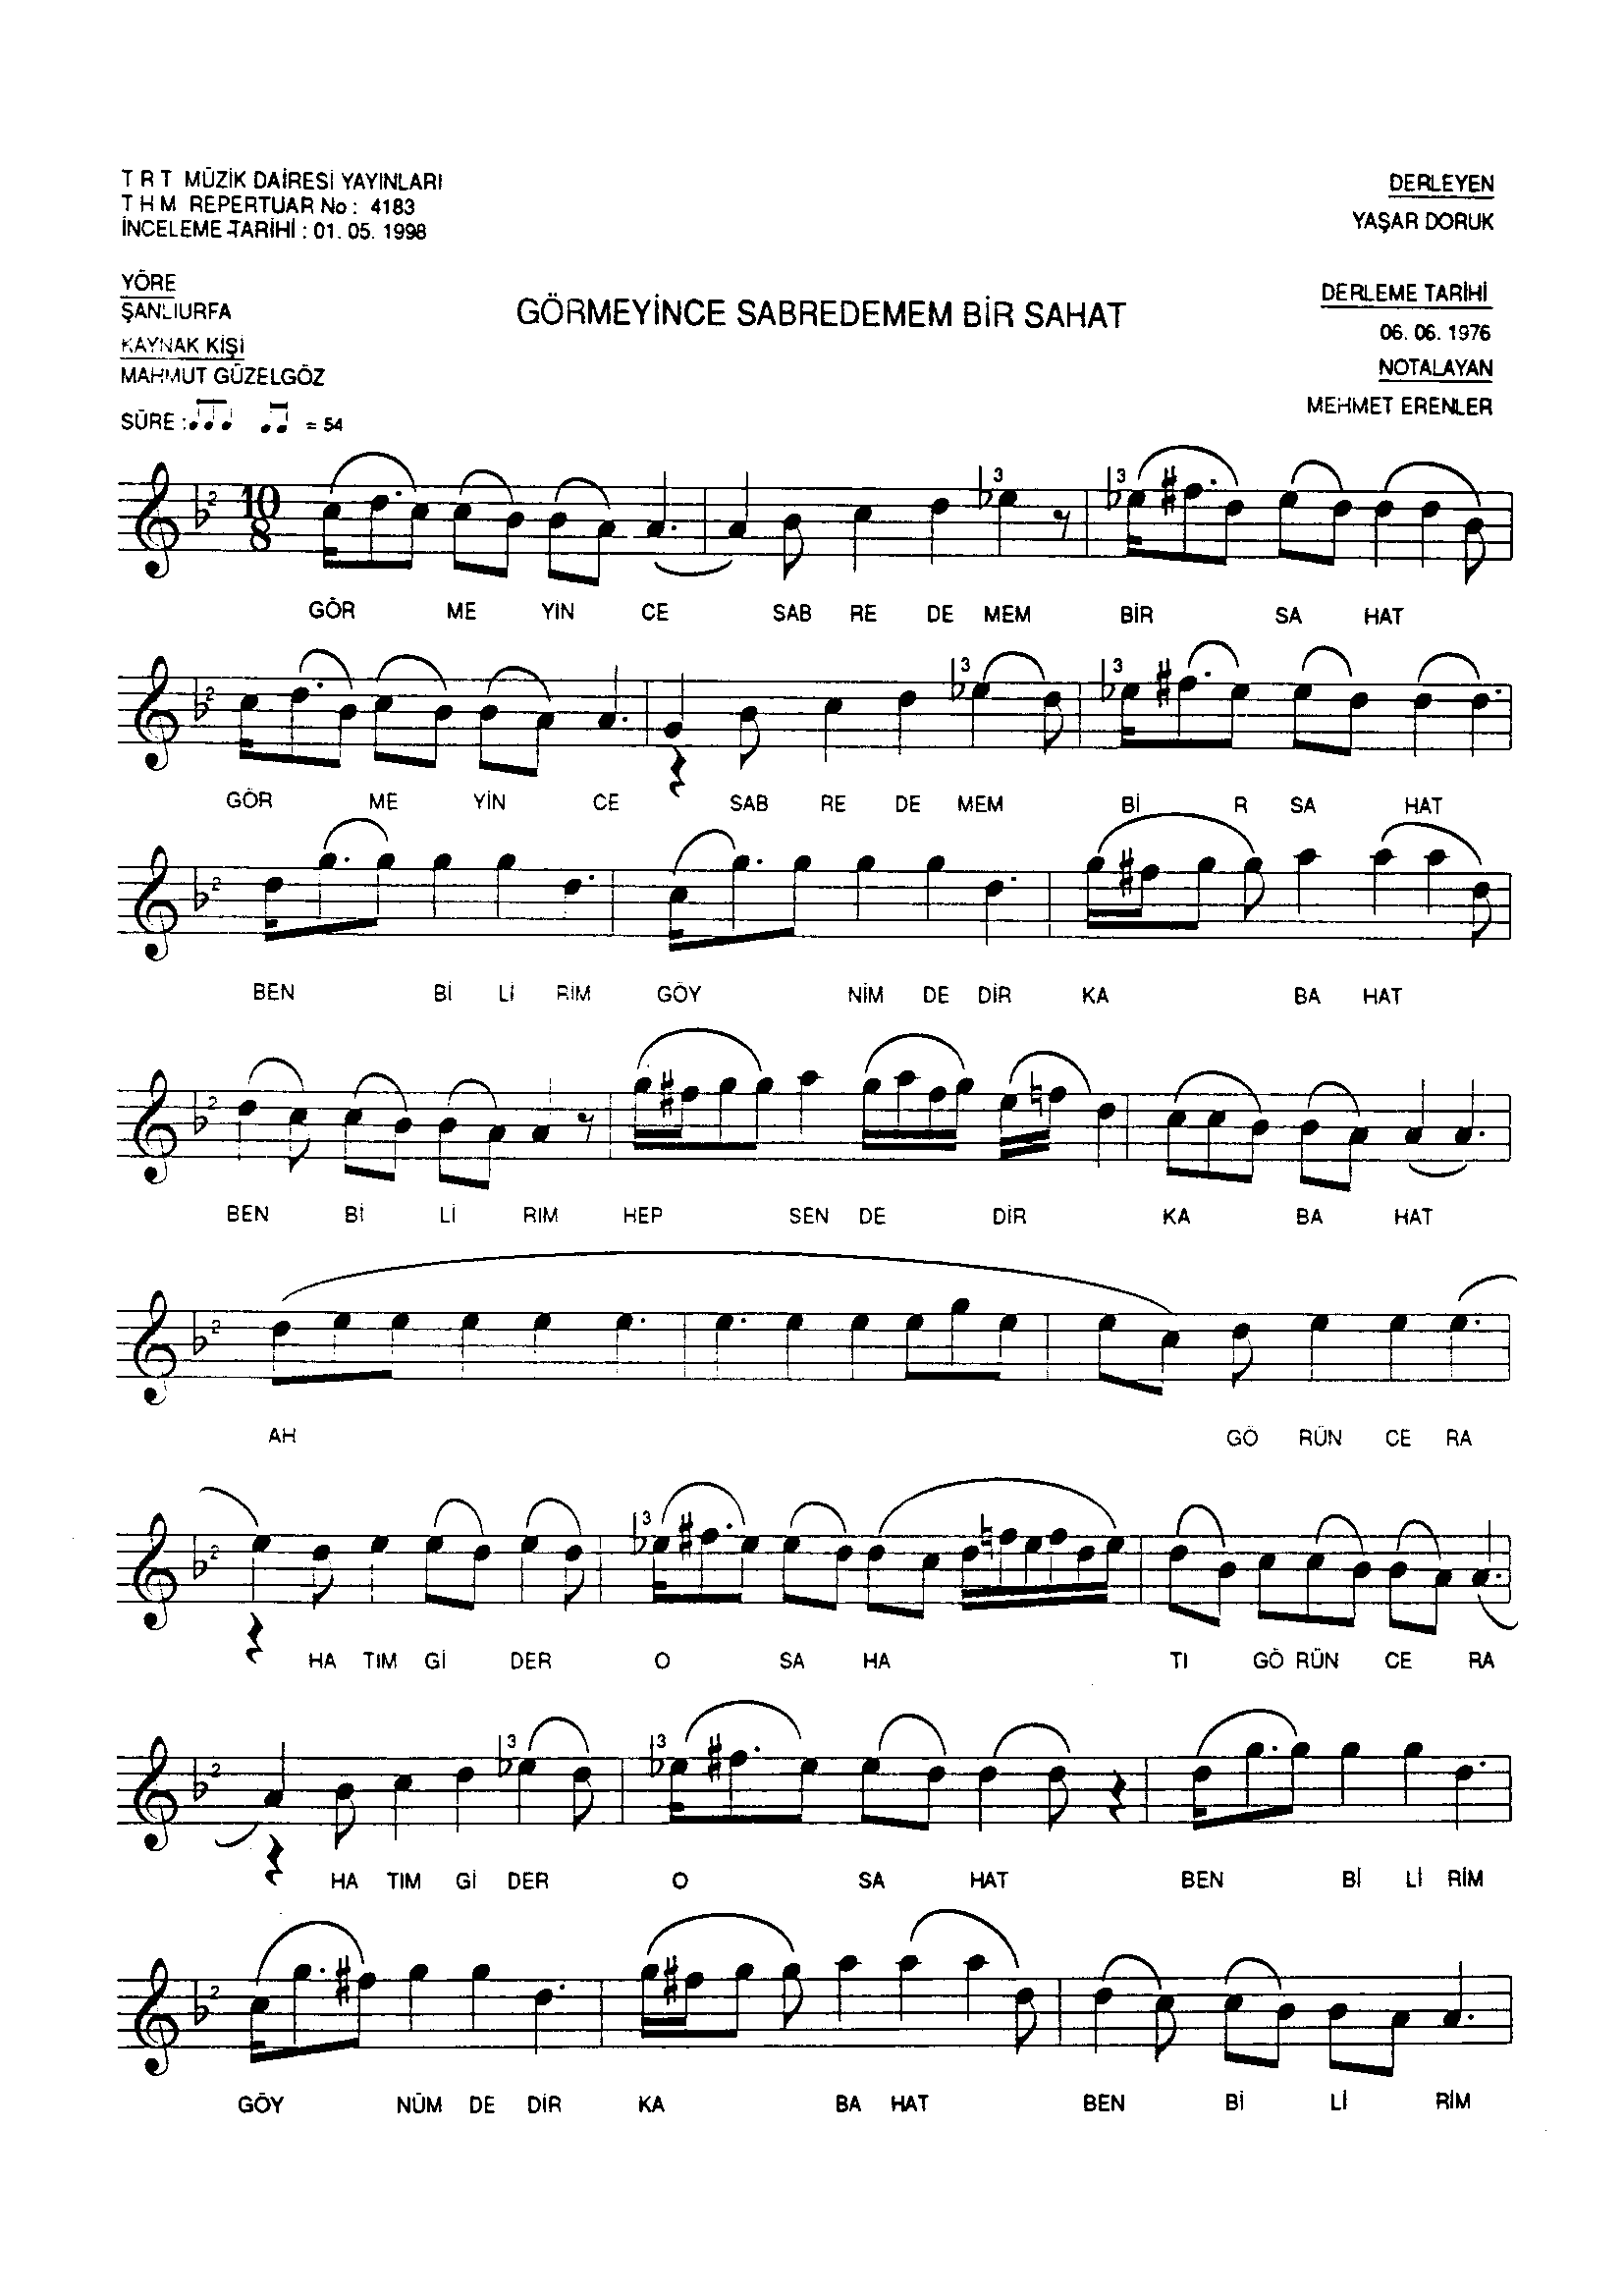 T R T MÜZİK DAİRESİ YAYINLARI
T H M REPERTUAR No : 4183
İNCELEME TARİHİ : 01. 05. 1998
DERLEYEN
YAŞAR DORUK
YÖRE
ŞANLIURFA
KAYNAK KİŞİ
MAHMUT GÜZELGÖZ
SÜRE : = 54
GÖRMEYİNCE SABREDEMEM BİR SAHAT
DERLEME TARİHİ
06. 06. 1976
NOTALAYAN
MEHMET ERENLER
10
8
GÖR ME YİN CE SAB RE DE MEM BİR SA HAT
GÖR ME YİN CE SAB RE DE MEM Bİ R SA HAT
BEN Bİ Lİ RİM GÖY NİM DE DİR KA BA HAT
BEN Bİ Lİ RIM HEP SEN DE DİR KA BA HAT
AH GÖ RÜN CE RA
HA TIM Gİ DER O SA HA TI GÖ RÜN CE RA
HA TIM Gİ DER O SA HAT BEN Bİ Lİ RİM
GÖY NÜM DE DİR KA BA HAT BEN Bİ Lİ RİM